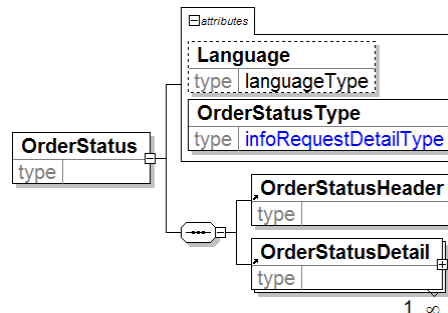 attributes
Language
type languageType
OrderStatusType
type infoRequestDetailType
OrderStatus
type
OrderStatusHeader
type
OrderStatusDetail
type
1 ∞